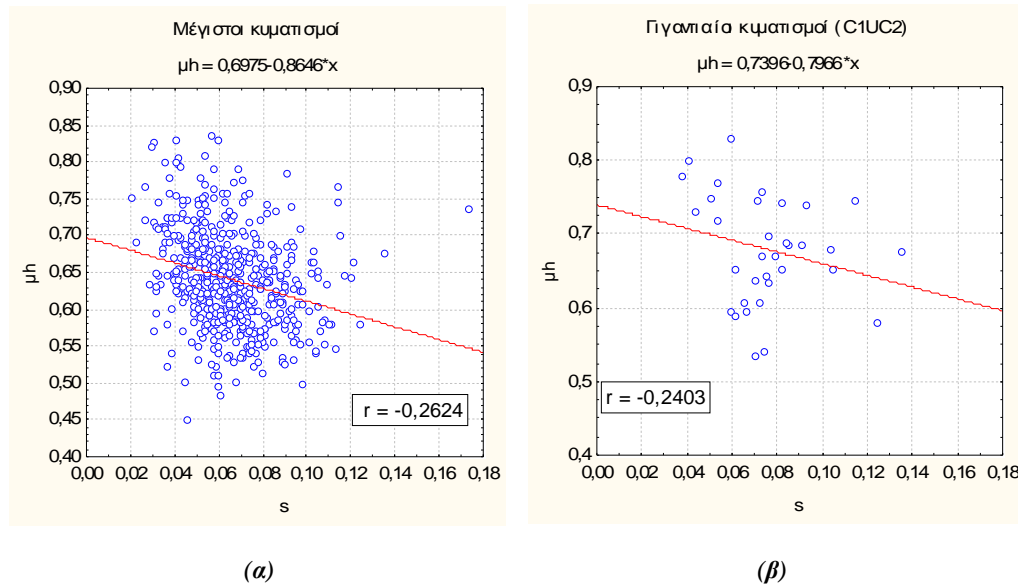 Μέγιστοι κυματισμοί
μh = 0,6975-0,8646*x
μh
0,90
0,85
0,80
0,75
0,70
0,65
0,60
0,55
0,50
0,45
0,40
0,00 0,02 0,04 0,06 0,08 0,10 0,12 0,14 0,16 0,18
s
r = -0,2624
(α)
Γιγαντιαίοι κυματισμοί (C1UC2)
μh = 0,7396-0,7966*x
μh
0,9
0,8
0,7
0,6
0,5
0,4
0,00 0,02 0,04 0,06 0,08 0,10 0,12 0,14 0,16 0,18
s
r = -0,2403
(β)